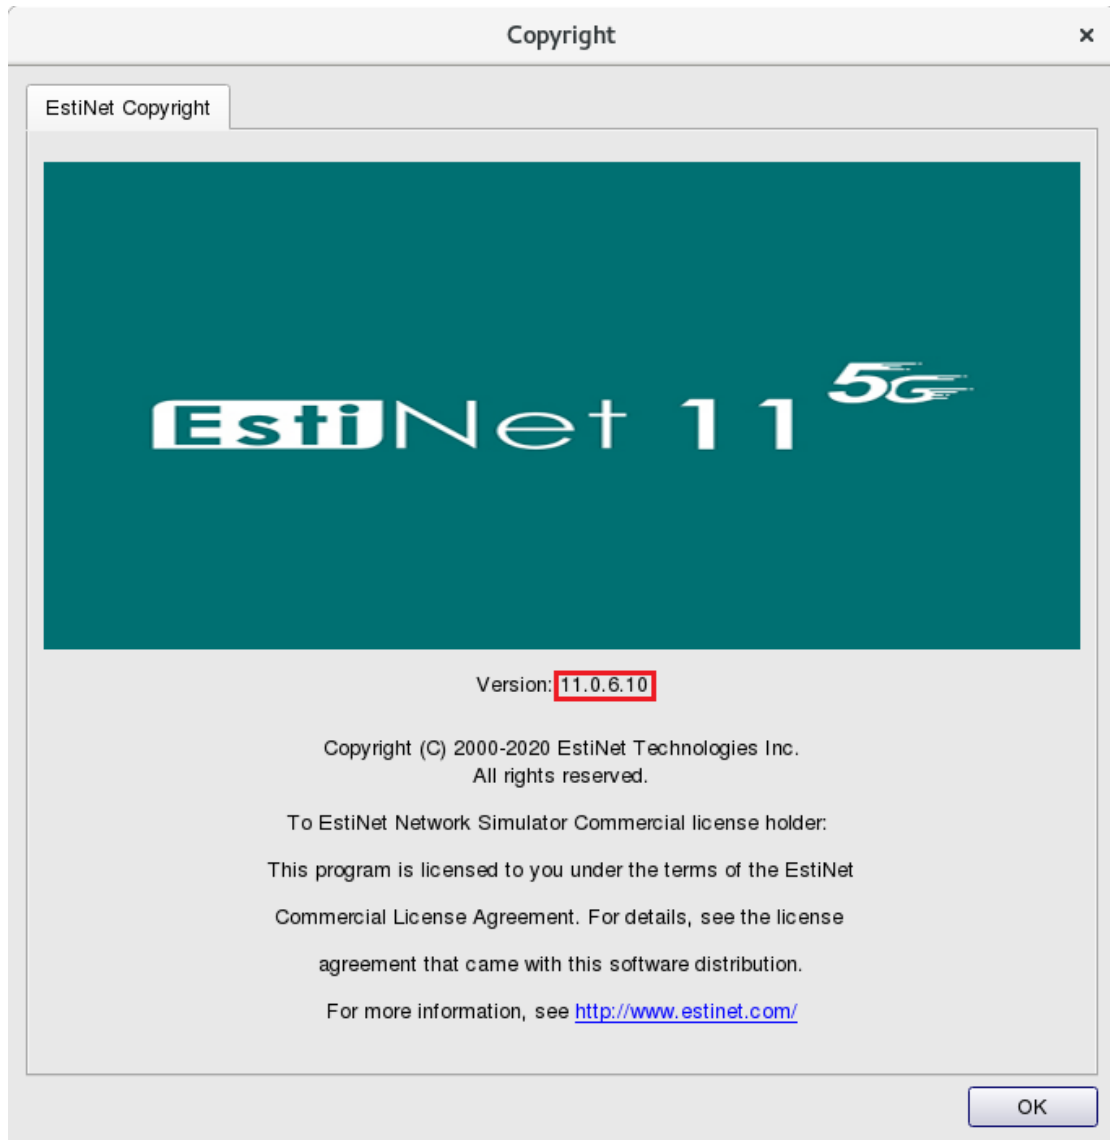 Copyright ×
EstiNet Copyright
EstiNet 11 5G
Version: 11.0.6.10
Copyright (C) 2000-2020 EstiNet Technologies Inc.
All rights reserved.
To EstiNet Network Simulator Commercial license holder:
This program is licensed to you under the terms of the EstiNet
Commercial License Agreement. For details, see the license
agreement that came with this software distribution.
For more information, see http://www.estinet.com/
OK